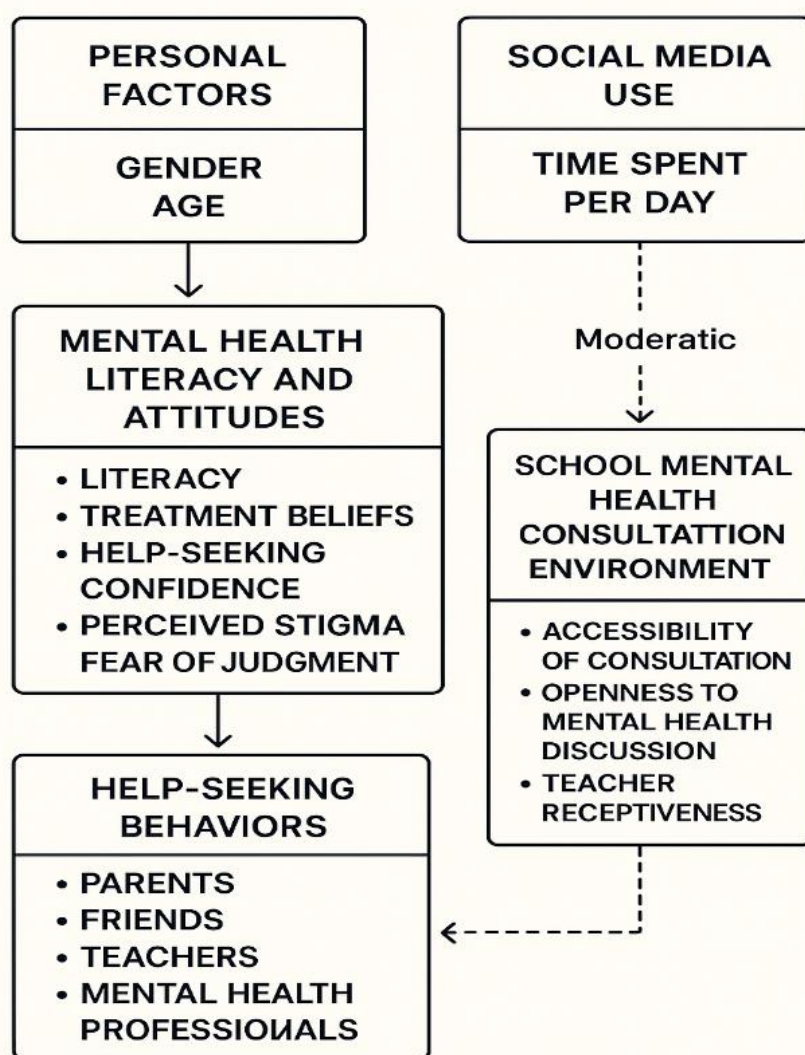 PERSONAL
FACTORS
GENDER
AGE
SOCIAL MEDIA
USE
TIME SPENT
PER DAY
Moderatic
MENTAL HEALTH
LITERACY AND
ATTITUDES
• LITERACY
• TREATMENT BELIEFS
• HELP-SEEKING
CONFIDENCE
• PERCEIVED STIGMA
FEAR OF JUDGMENT
SCHOOL MENTAL
HEALTH
CONSULTATTION
ENVIRONMENT
• ACCESSIBILITY
OF CONSULTATION
• OPENNESS TO
MENTAL HEALTH
DISCUSSION
• TEACHER
RECEPTIVENESS
HELP-SEEKING
BEHAVIORS
• PARENTS
• FRIENDS
• TEACHERS
• MENTAL HEALTH
PROFESSIOИALS